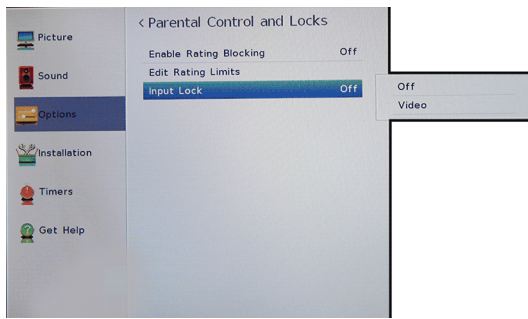 < Parental Control and Locks
Picture
Sound
Options
Installation
Timers
Get Help
Enable Rating Blocking Off
Edit Rating Limits
Input Lock Off
Off
Video